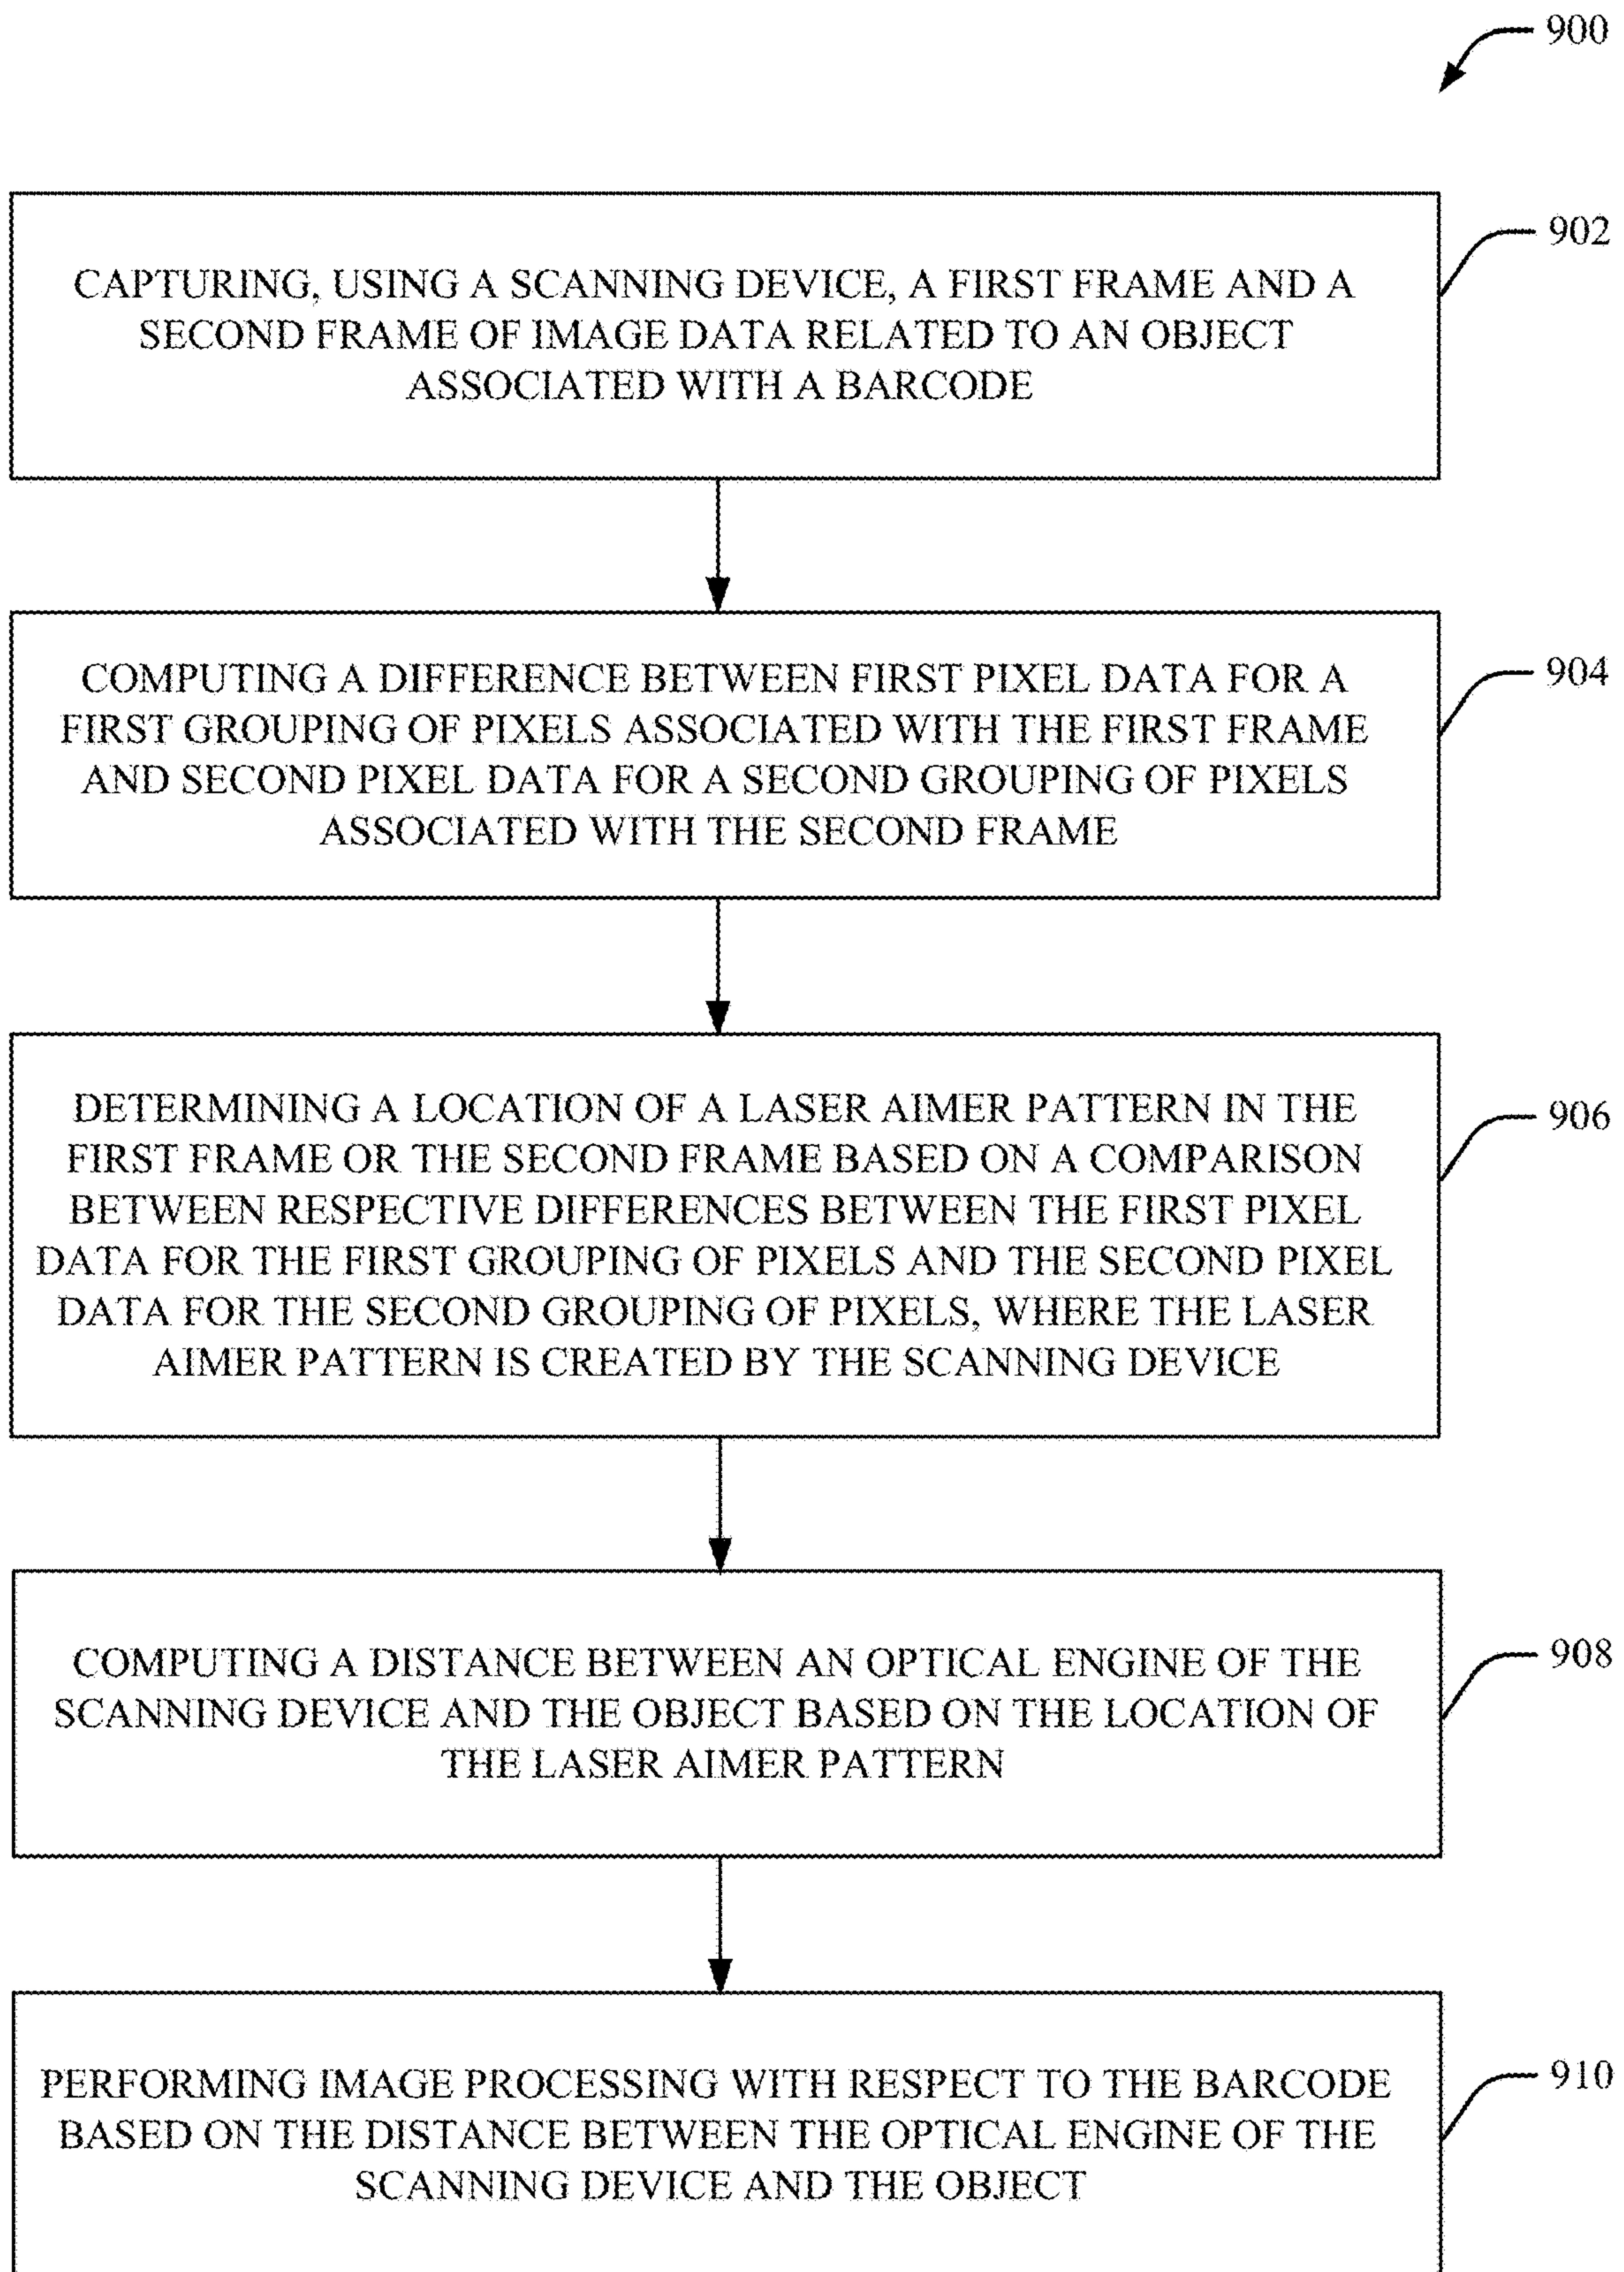 900
902
CAPTURING, USING A SCANNING DEVICE, A FIRST FRAME AND A
SECOND FRAME OF IMAGE DATA RELATED TO AN OBJECT
ASSOCIATED WITH A BARCODE
904
COMPUTING A DIFFERENCE BETWEEN FIRST PIXEL DATA FOR A
FIRST GROUPING OF PIXELS ASSOCIATED WITH THE FIRST FRAME
AND SECOND PIXEL DATA FOR A SECOND GROUPING OF PIXELS
ASSOCIATED WITH THE SECOND FRAME
906
DETERMINING A LOCATION OF A LASER AIMER PATTERN IN THE
FIRST FRAME OR THE SECOND FRAME BASED ON A COMPARISON
BETWEEN RESPECTIVE DIFFERENCES BETWEEN THE FIRST PIXEL
DATA FOR THE FIRST GROUPING OF PIXELS AND THE SECOND PIXEL
DATA FOR THE SECOND GROUPING OF PIXELS, WHERE THE LASER
AIMER PATTERN IS CREATED BY THE SCANNING DEVICE
908
COMPUTING A DISTANCE BETWEEN AN OPTICAL ENGINE OF THE
SCANNING DEVICE AND THE OBJECT BASED ON THE LOCATION OF
THE LASER AIMER PATTERN
910
PERFORMING IMAGE PROCESSING WITH RESPECT TO THE BARCODE
BASED ON THE DISTANCE BETWEEN THE OPTICAL ENGINE OF THE
SCANNING DEVICE AND THE OBJECT